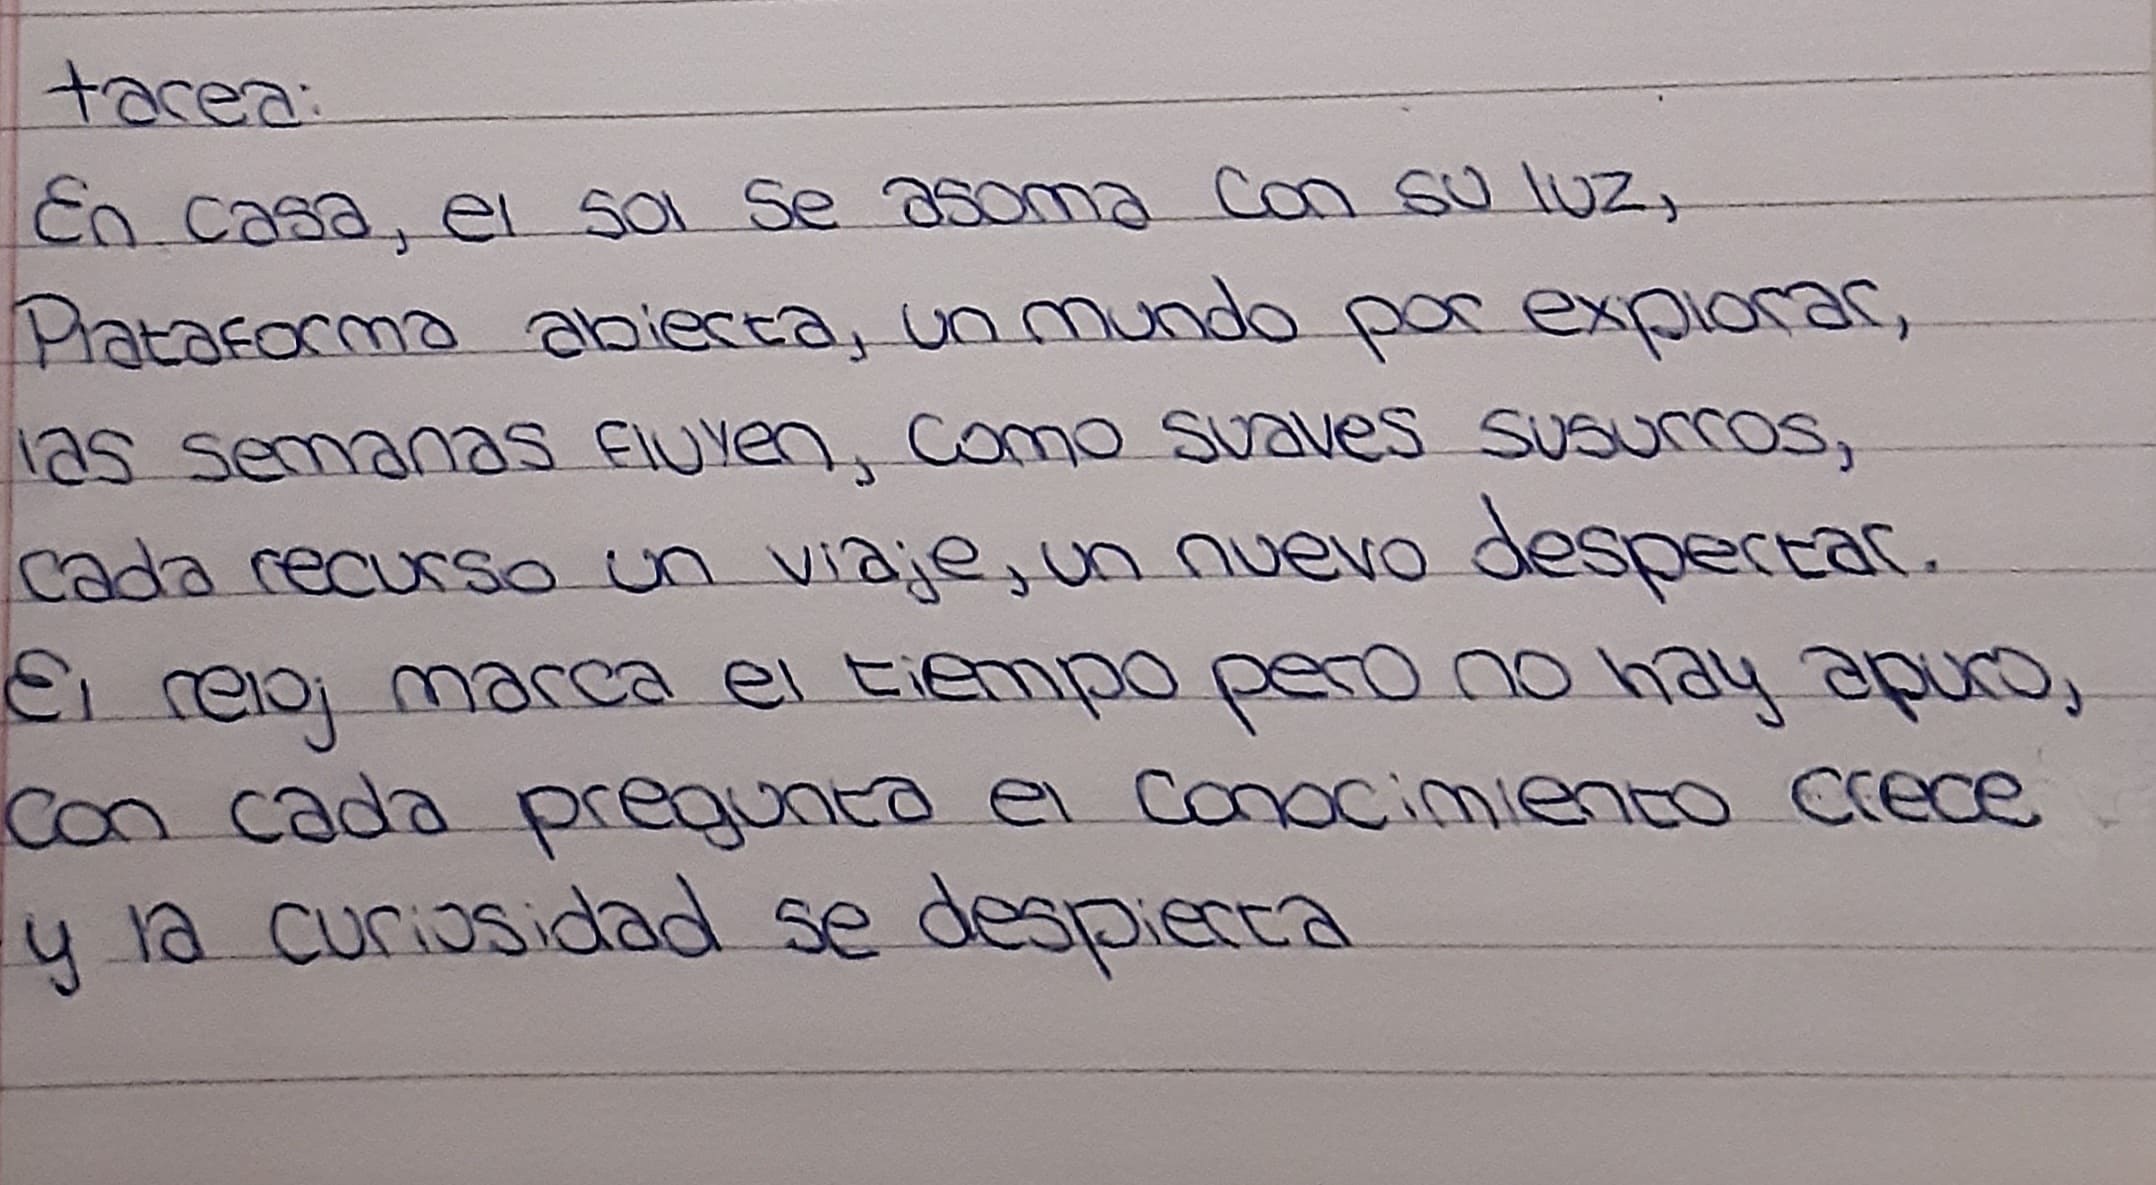 tarea:
En casa, el sol se asoma con su luz,
Plataforma abierta, un mundo por explorar,
las semanas fluyen, como suaves susurros,
cada recurso un viaje, un nuevo despertar.
El reloj marca el tiempo pero no hay apuro,
con cada pregunta el conocimiento crece
y la curiosidad se despierta